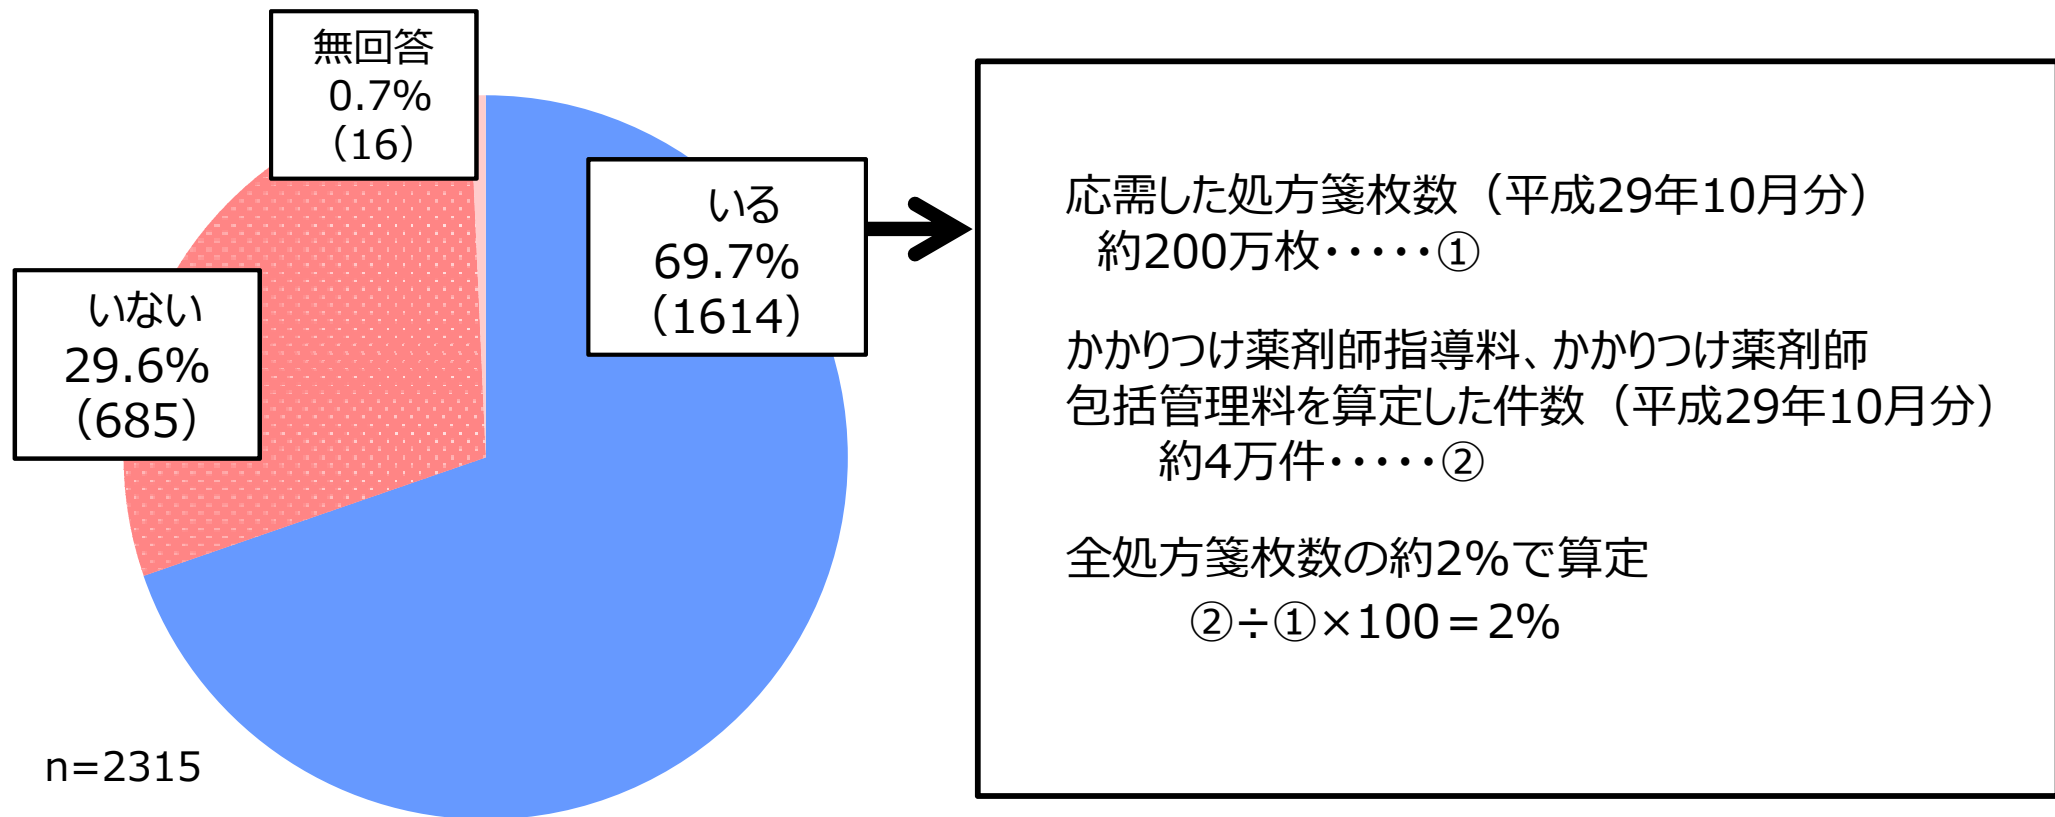 無回答
0.7%
（16）
いる
69.7%
（1614）
いない
29.6%
（685）
n=2315
応需した処方箋枚数（平成29年10月分）
約200万枚・・・・・①
かかりつけ薬剤師指導料、かかりつけ薬剤師
包括管理料を算定した件数（平成29年10月分）
約4万件・・・・・②
全処方箋枚数の約2%で算定
②÷①×100＝2%